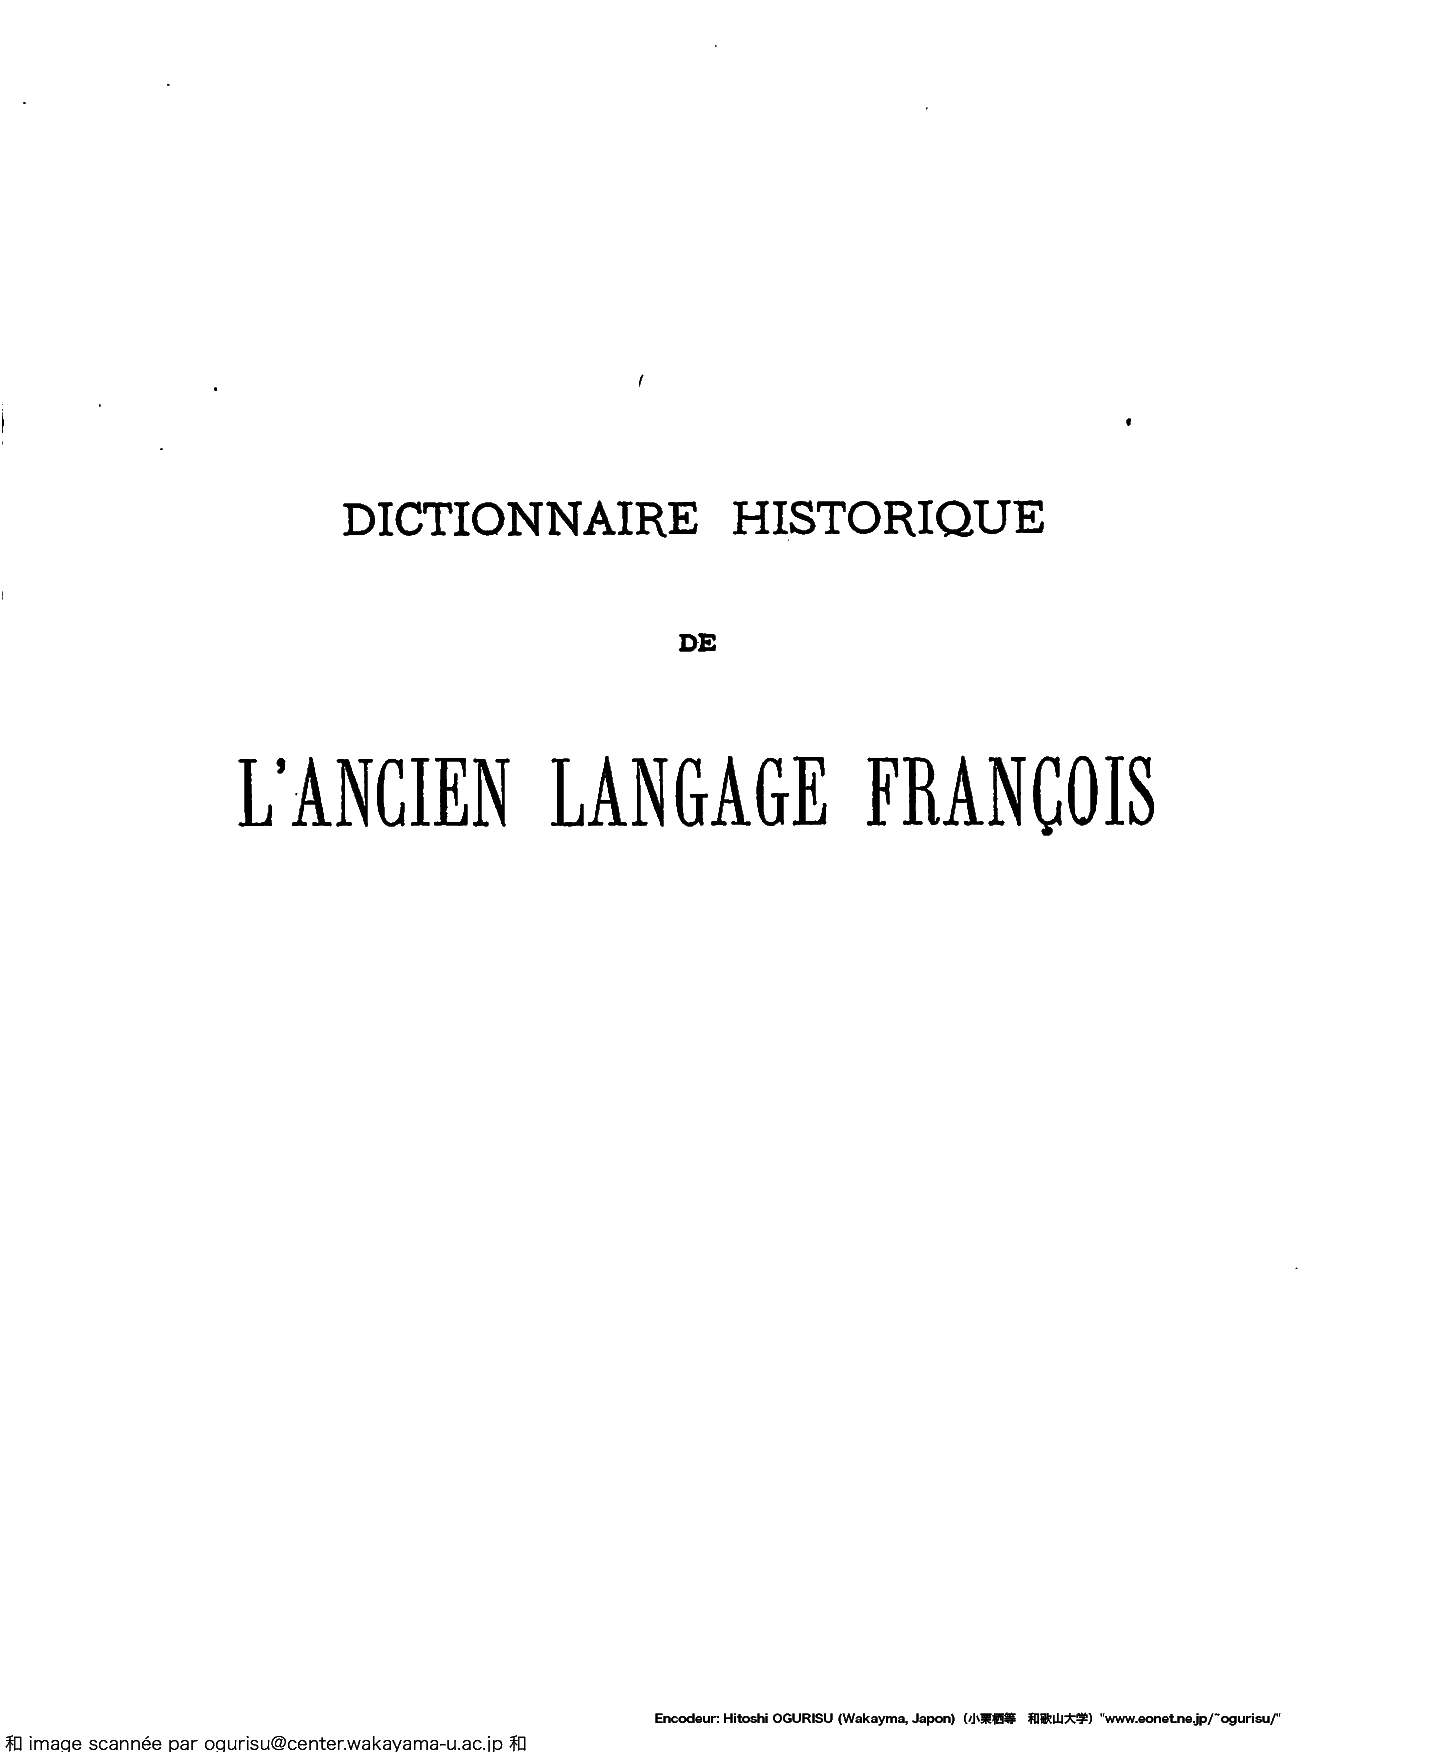 DICTIONNAIRE HISTORIQUE
DE
L'ANCIEN LANGAGE FRANÇOIS
Encodeur: Hitoshi OGURISU (Wakayma, Japon)（小栗栖等　和歌山大学）"www.eonet.ne.jp/~ogurisu/"
和 image scannée par ogurisu@center.wakayama-u.ac.jp 和